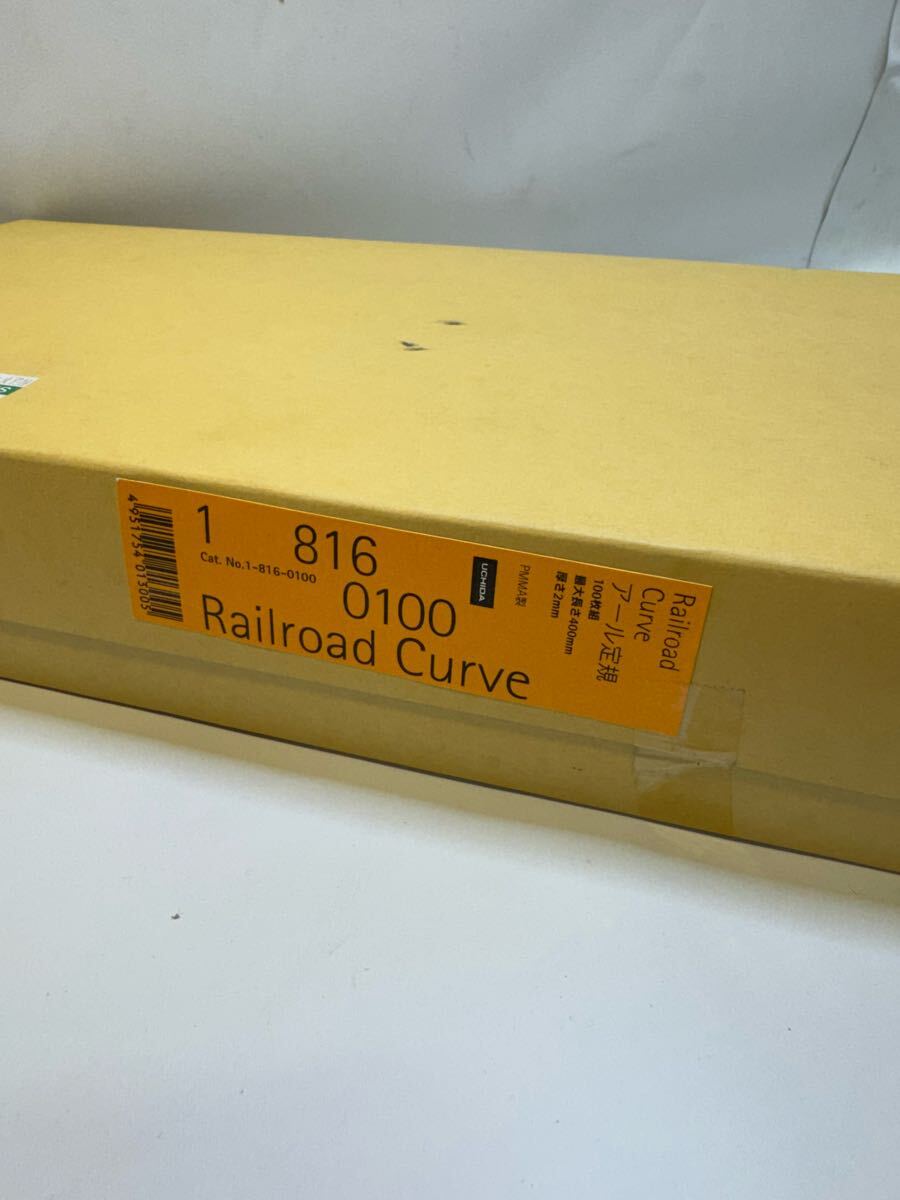 1 816
Cat. No.1-816-0100
0100
Railroad Curve
4951754 013005
UCHIDA
Railroad
Curve
アール定規
100枚組
最大長さ400mm
厚さ2mm
PMMA製